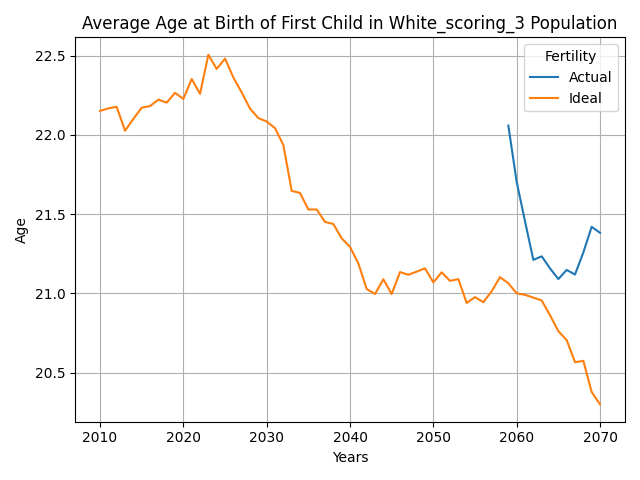 Average Age at Birth of First Child in White_scoring_3 Population
Fertility
Actual
Ideal
22.5
22.0
21.5
21.0
20.5
Age
2010 2020 2030 2040 2050 2060 2070
Years